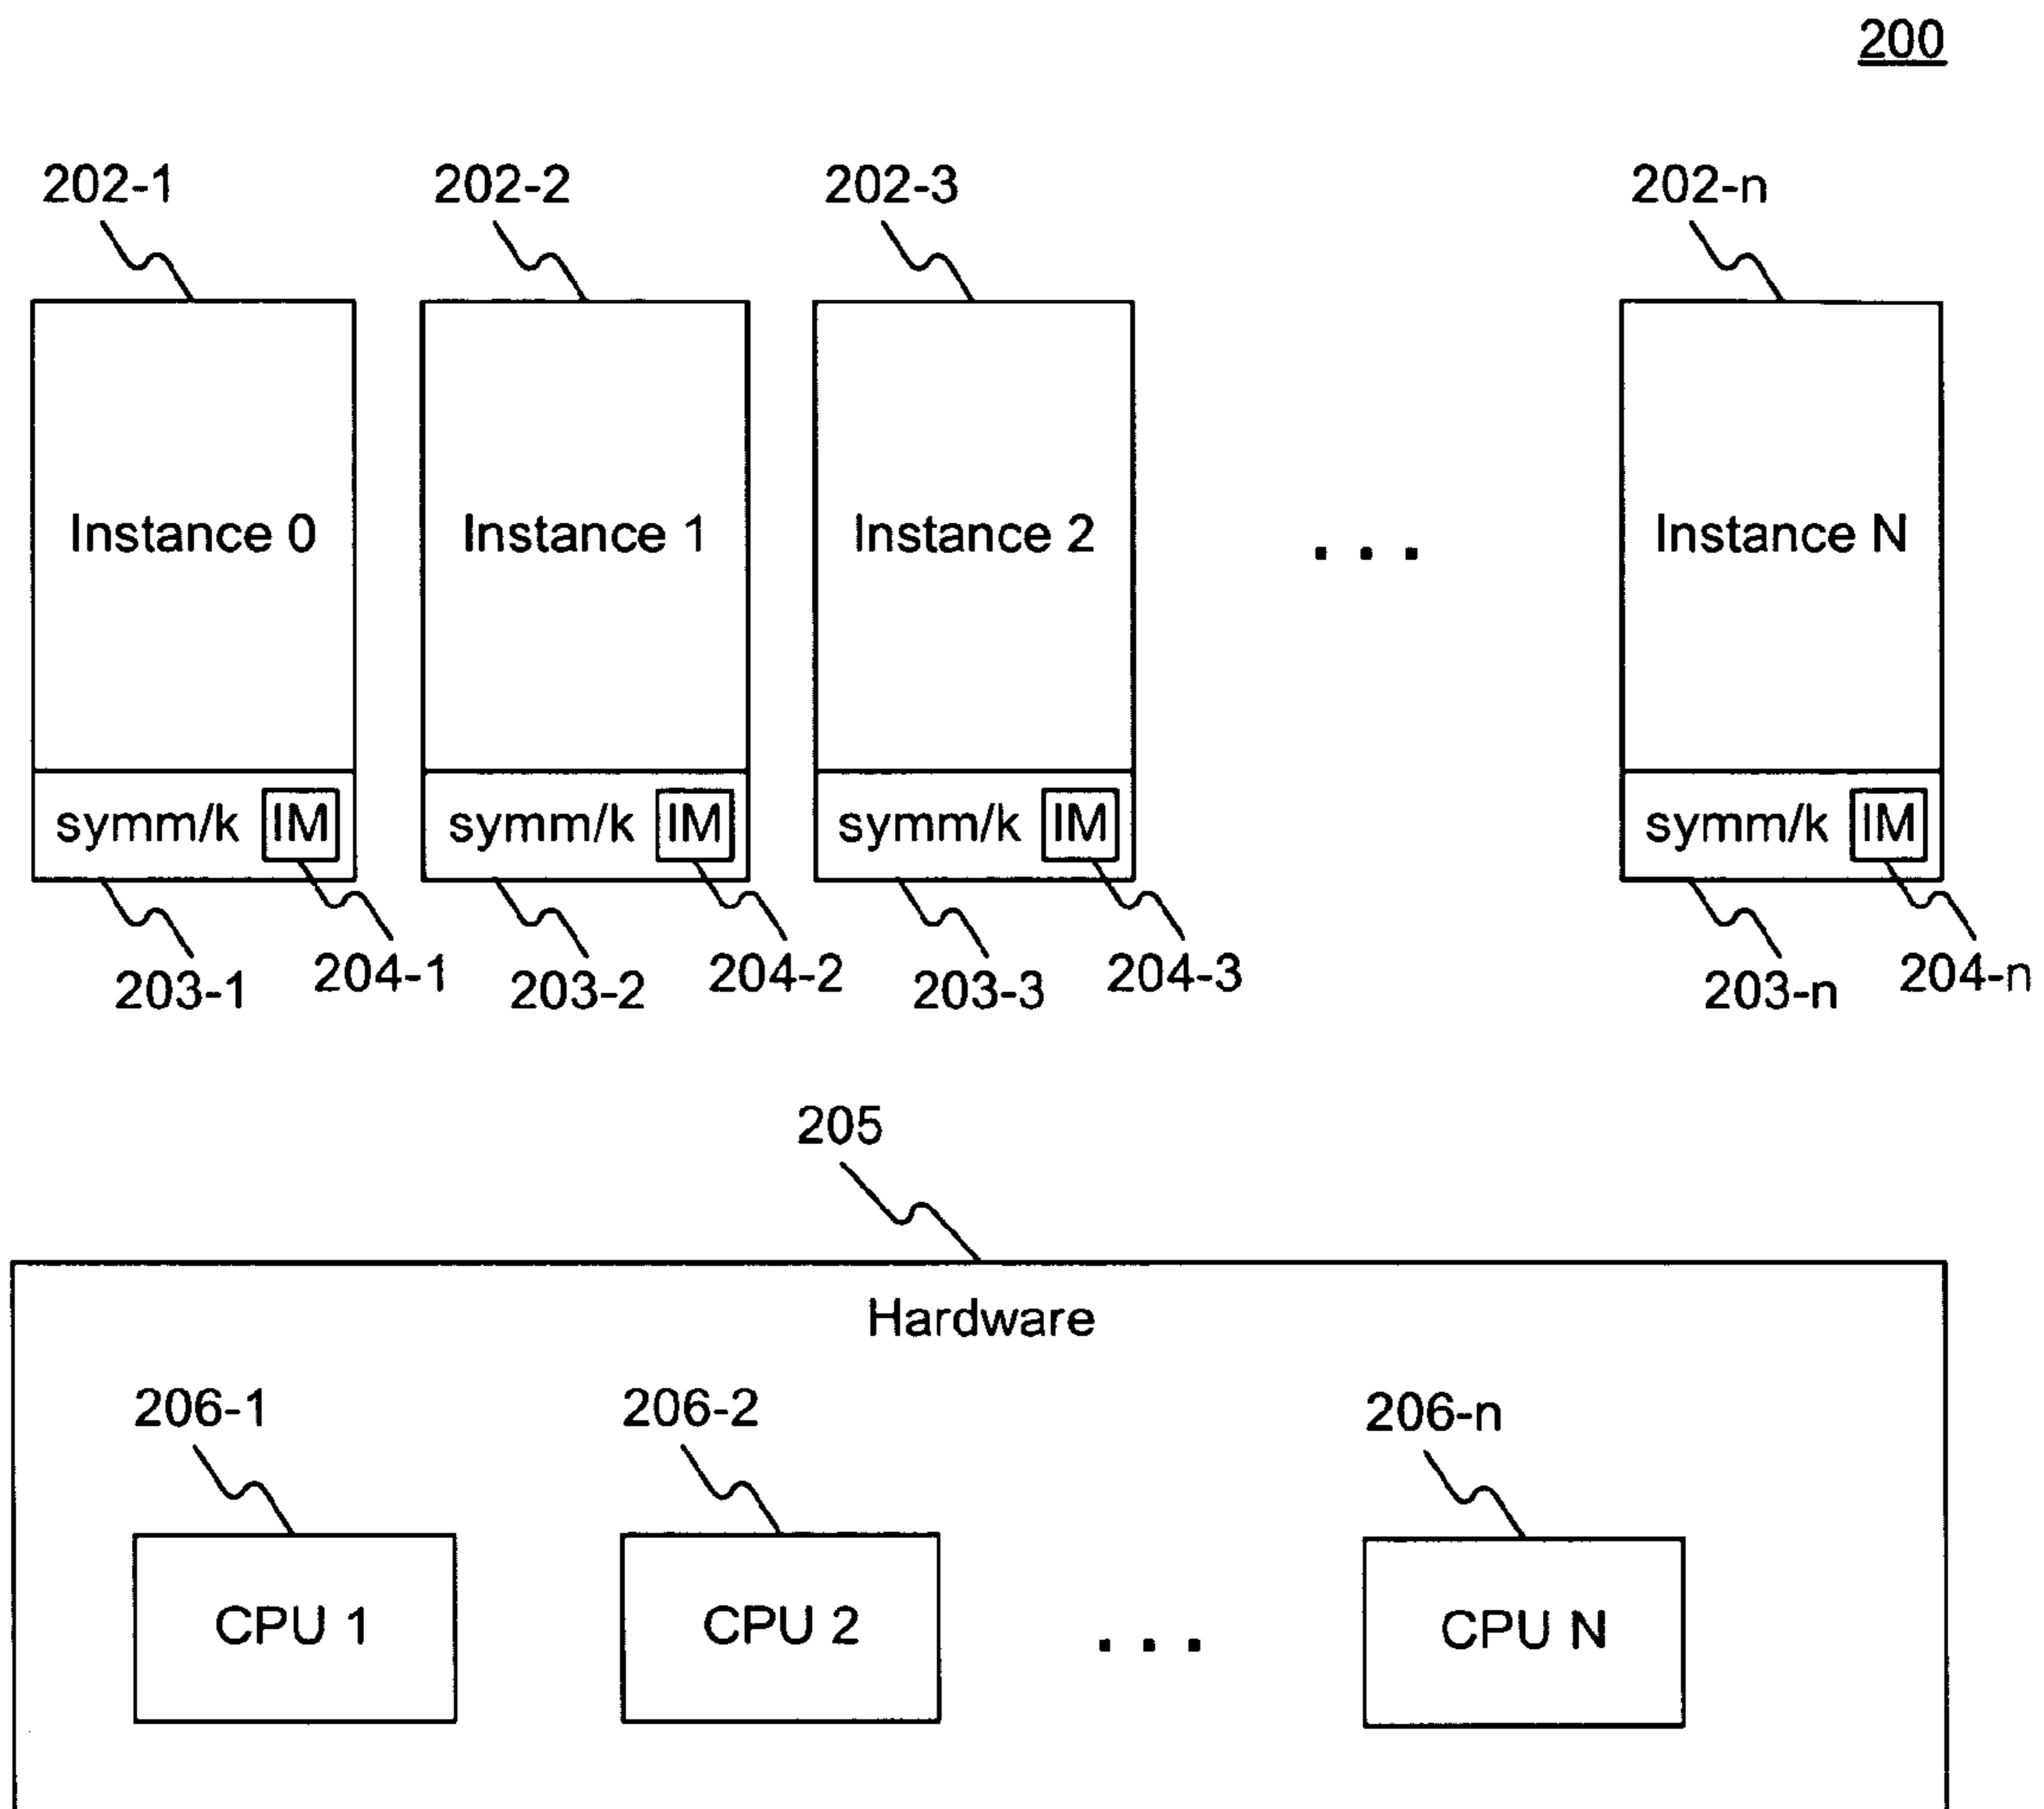 200
202-1 202-2 202-3 202-n
Instance 0 Instance 1 Instance 2 . . . Instance N
symm/k IM symm/k IM symm/k IM symm/k IM
203-1 204-1 203-2 204-2 203-3 204-3 203-n 204-n
205
Hardware
206-1 206-2 206-n
CPU 1 CPU 2 . . . CPU N